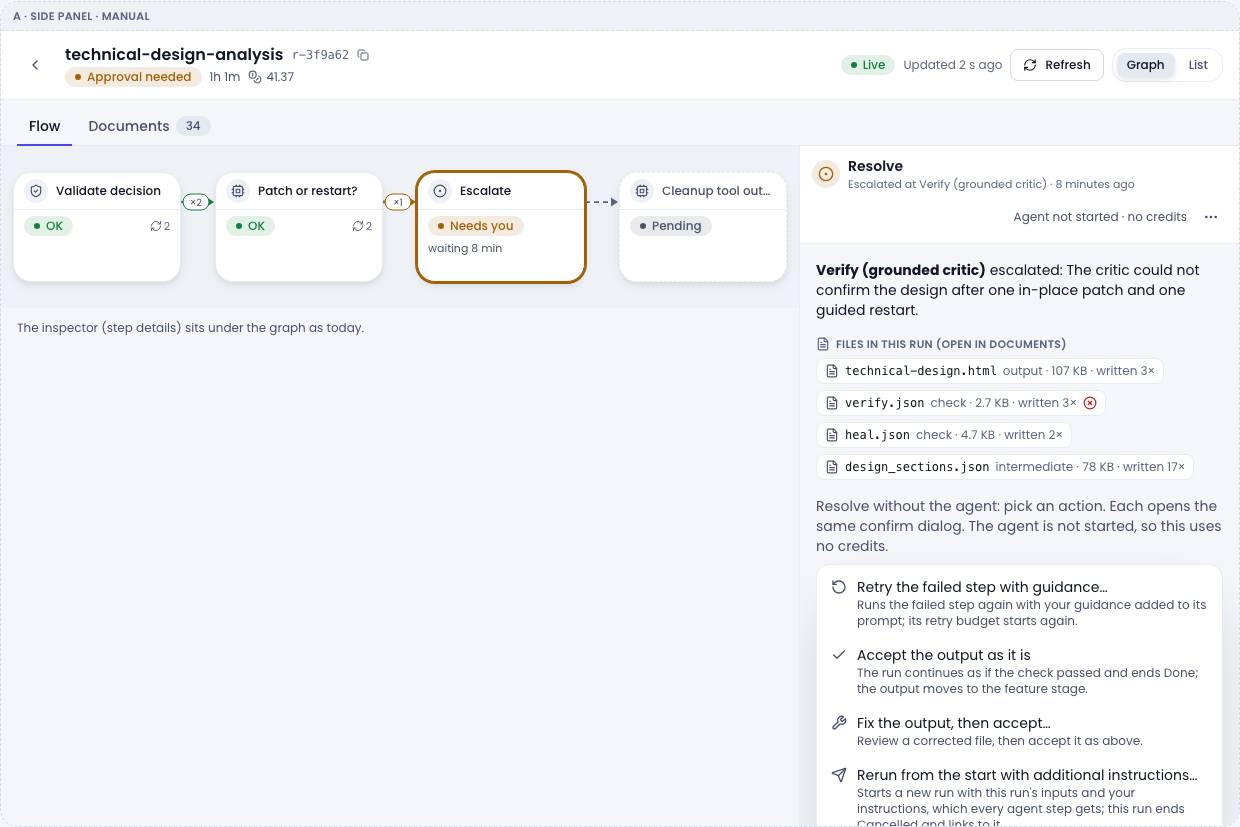 A · SIDE PANEL · MANUAL
technical-design-analysis r-3f9a62
Approval needed 1h 1m 41.37
Live Updated 2 s ago Refresh Graph List
Flow Documents 34
Validate decision
OK 2
×2
Patch or restart?
OK 2
×1
Escalate
Needs you
waiting 8 min
Cleanup tool out…
Pending
The inspector (step details) sits under the graph as today.
Resolve
Escalated at Verify (grounded critic) · 8 minutes ago
Agent not started · no credits
Verify (grounded critic) escalated: The critic could not
confirm the design after one in-place patch and one
guided restart.
FILES IN THIS RUN (OPEN IN DOCUMENTS)
technical-design.html output · 107 KB · written 3×
verify.json check · 2.7 KB · written 3×
heal.json check · 4.7 KB · written 2×
design_sections.json intermediate · 78 KB · written 17×
Resolve without the agent: pick an action. Each opens the
same confirm dialog. The agent is not started, so this uses
no credits.
Retry the failed step with guidance…
Runs the failed step again with your guidance added to its
prompt; its retry budget starts again.
Accept the output as it is
The run continues as if the check passed and ends Done;
the output moves to the feature stage.
Fix the output, then accept…
Review a corrected file, then accept it as above.
Rerun from the start with additional instructions…
Starts a new run with this run's inputs and your
instructions, which every agent step gets; this run ends
Cancelled and links to it.